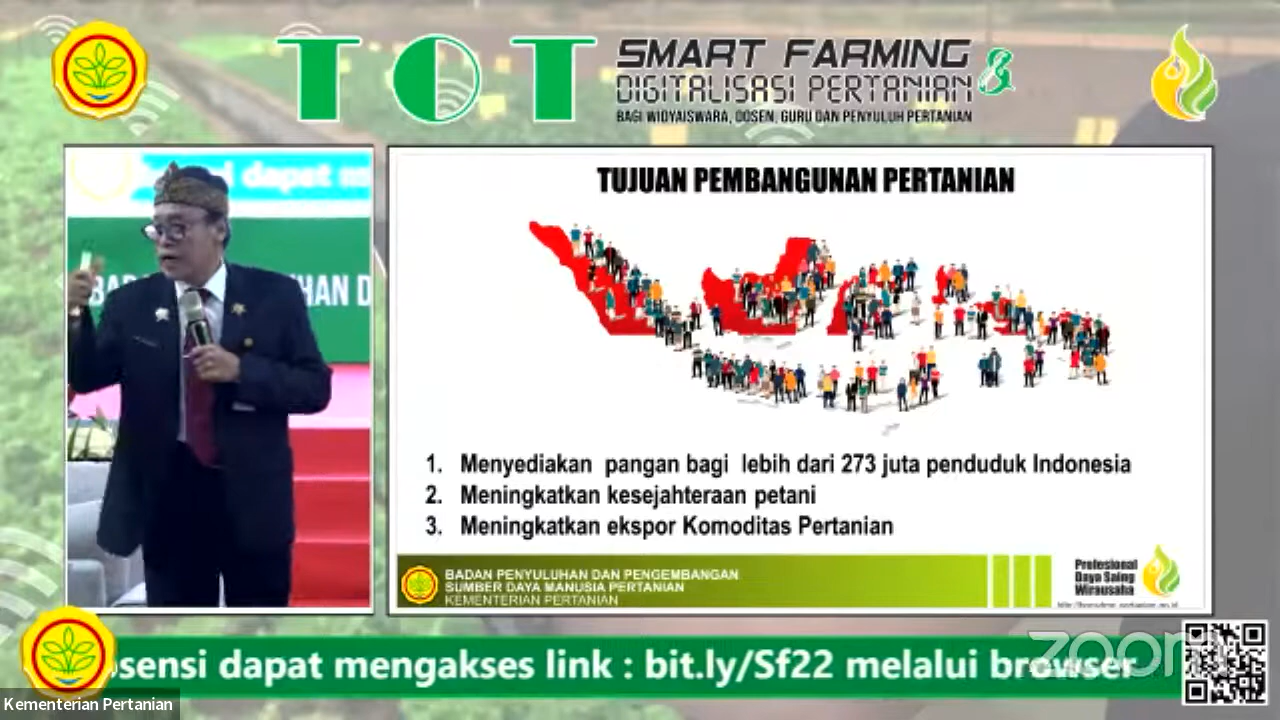 TOT
SMART FARMING &
DIGITALISASI PERTANIAN
BAGI WIDYAISWARA, DOSEN, GURU DAN PENYULUH PERTANIAN
dapat m
HAN D
TUJUAN PEMBANGUNAN PERTANIAN
1. Menyediakan pangan bagi lebih dari 273 juta penduduk Indonesia
2. Meningkatkan kesejahteraan petani
3. Meningkatkan ekspor Komoditas Pertanian
BADAN PENYULUHAN DAN PENGEMBANGAN
SUMBER DAYA MANUSIA PERTANIAN
KEMENTERIAN PERTANIAN
Profesional
Daya Saing
Wirausaha
sensi dapat mengakses link : bit.ly/Sf22 melalui browser
zoom
Kementerian Pertanian